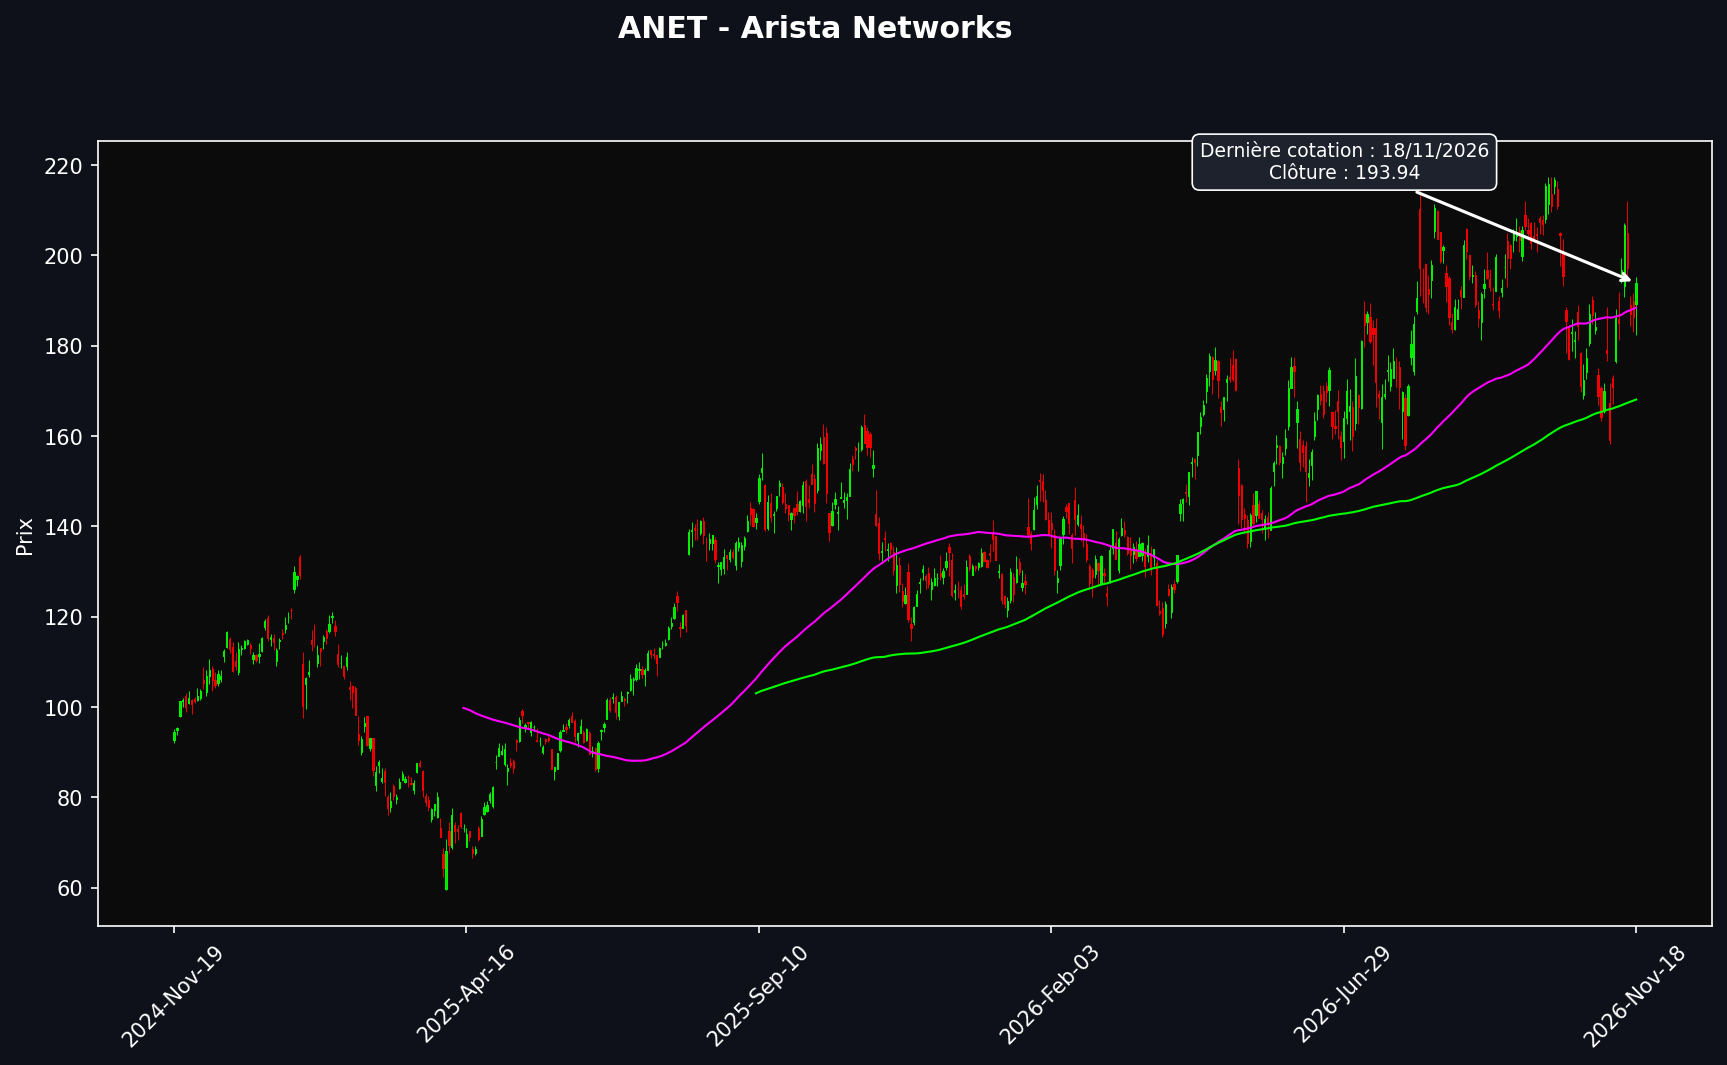 ANET - Arista Networks
Dernière cotation : 18/11/2026
Clôture : 193.94
220
200
180
160
140
120
100
80
60
Prix
2024-Nov-19
2025-Apr-16
2025-Sep-10
2026-Feb-03
2026-Jun-29
2026-Nov-18